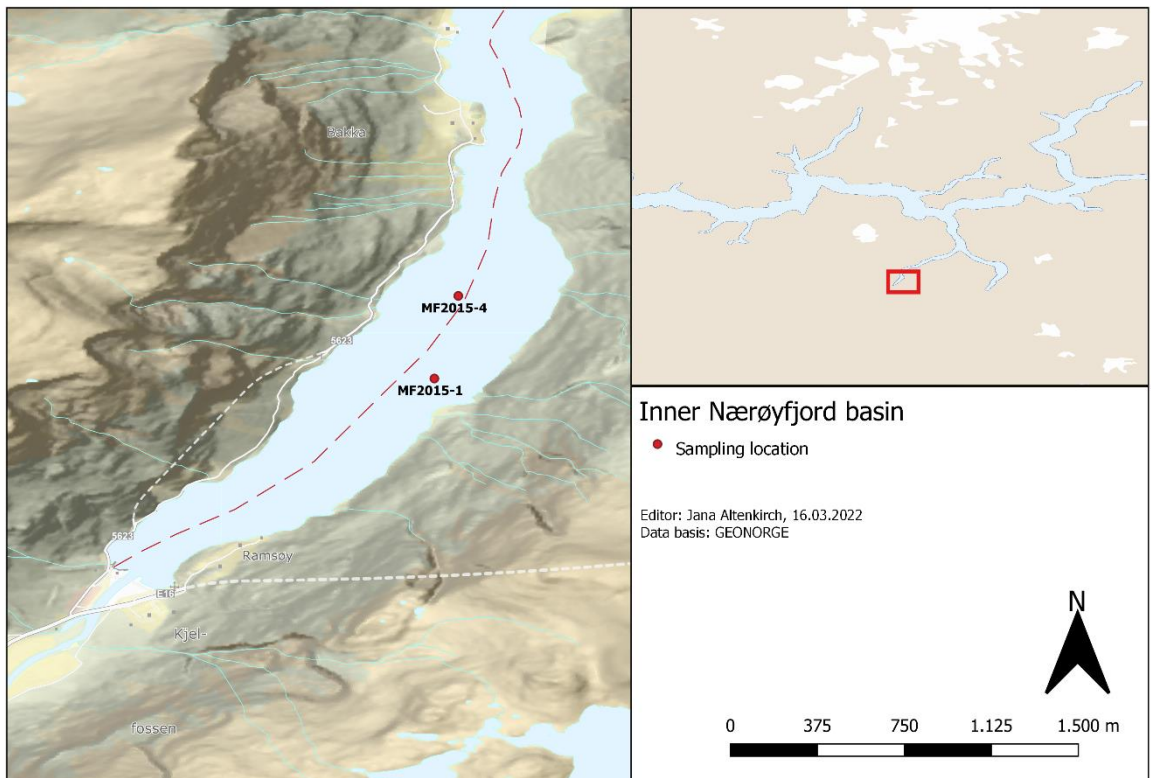 Bakka
MF2015-4
5623
MF2015-1
5623
Ramsøy
E16
Kjel-
fossen
Inner Nærøyfjord basin
Sampling location
Editor: Jana Altenkirch, 16.03.2022
Data basis: GEONORGE
N
0 375 750 1.125 1.500 m